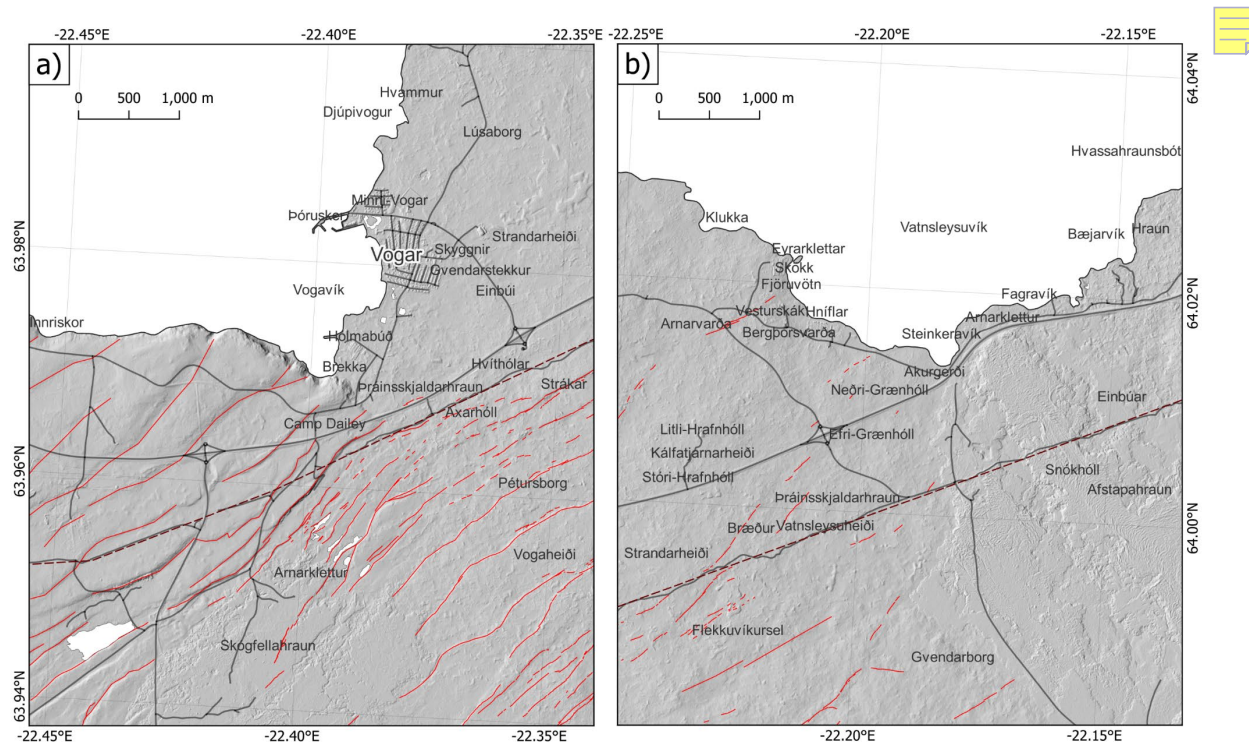 -22.45°E
-22.40°E
-22.35°E
-22.20°E
-22.15°E
a)
0 500 1,000 m
Hvammur
Djúpivogur
Lúsaborg
Þórusker
Vogar
Skyggnir
Strandarheiði
Gvendarstekkur
Vogavík
Einbúi
Innriskor
Holmabúð
Brekka
Hvíthólar
Þráinsskjaldarhraun
Strákar
Axarhóll
Camp Dailey
Pétursborg
Vogaheiði
Arnarklettur
Skógfellahraun
63.98°N
63.96°N
63.94°N
-22.45°E
-22.40°E
-22.35°E
b)
0 500 1,000 m
Hvassahraunsbót
Klukka
Vatnsleysuvík
Bæjarvík
Hraun
Eyrarklettar
Skökk
Fjöruvötn
Fagravík
Vesturskák
Hníflar
Arnarvarða
Bergþórsvarða
Steinkeravík
Arnarklettur
Akurgerði
Neðri-Grænhóll
Einbúar
Litli-Hrafnhóll
Efri-Grænhóll
Kálfatjarnarheiði
Stóri-Hrafnhóll
Snókhóll
Afstapahraun
Þráinsskjaldarhraun
Bræður
Vatnsleysuheiði
Strandarheiði
Flekkuvíkursel
Gvendarborg
64.04°N
64.02°N
64.00°N
-22.25°E
-22.20°E
-22.15°E